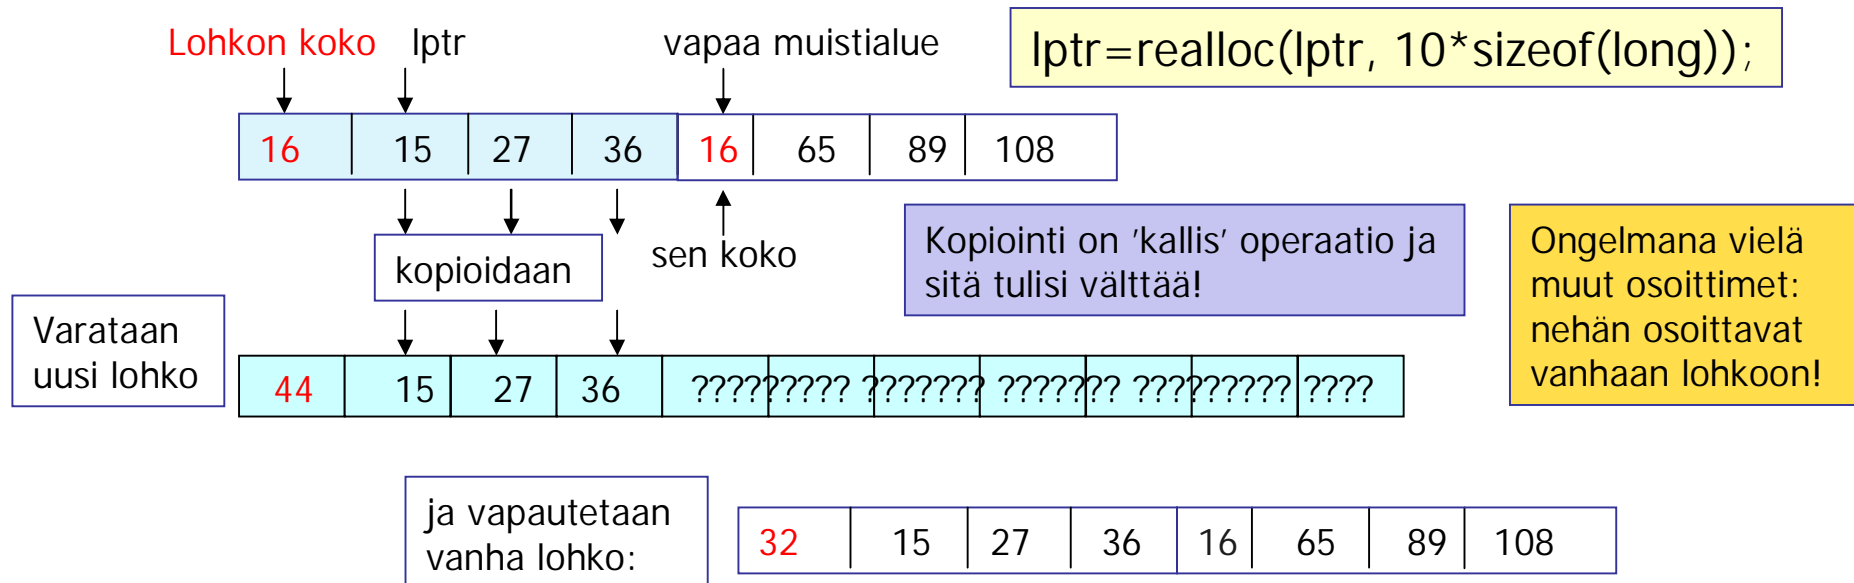 Lohkon koko lptr vapaa muistialue
lptr=realloc(lptr, 10*sizeof(long));
16 15 27 36 16 65 89 108
kopioidaan
sen koko
Kopiointi on ’kallis’ operaatio ja
sitä tulisi välttää!
Ongelmana vielä
muut osoittimet:
nehän osoittavat
vanhaan lohkoon!
Varataan
uusi lohko
44 15 27 36 ????????? ??????? ??????? ????????? ????
ja vapautetaan
vanha lohko:
32 15 27 36 16 65 89 108